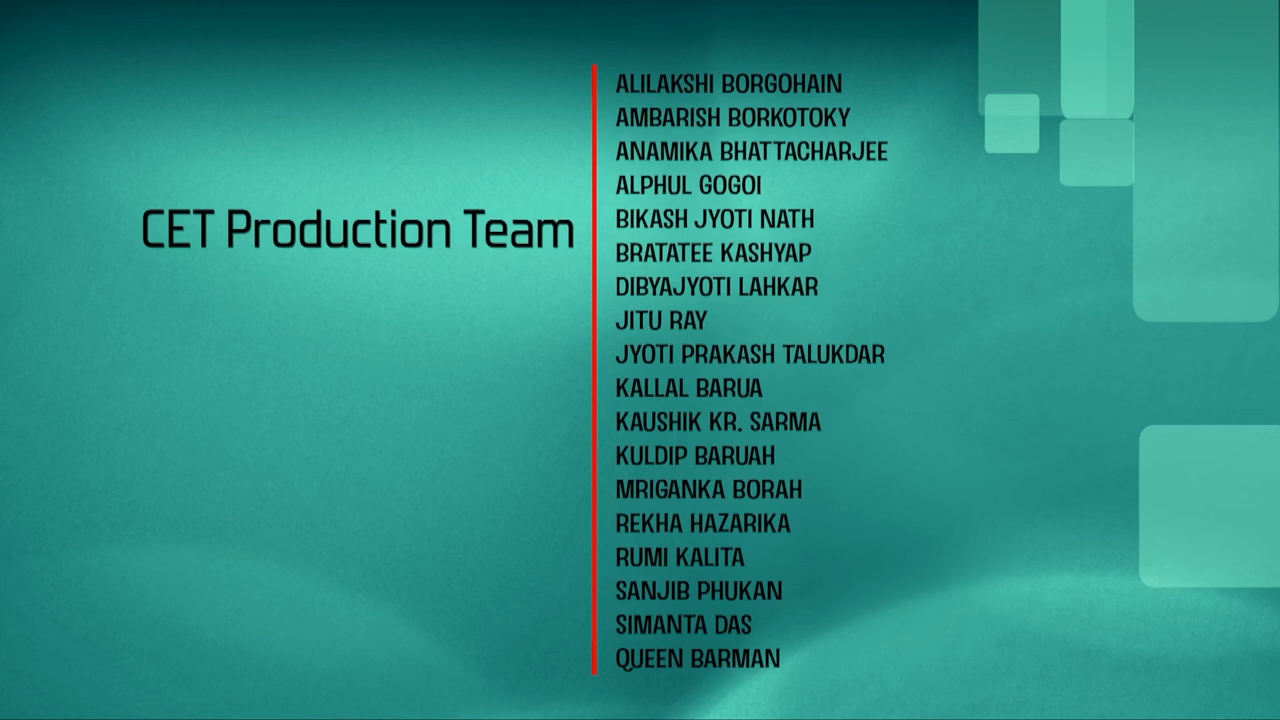 CET Production Team
ALILAKSHI BORGOHAIN
AMBARISH BORKOTOKY
ANAMIKA BHATTACHARJEE
ALPHUL GOGOI
BIKASH JYOTI NATH
BRATATEE KASHYAP
DIBYAJYOTI LAHKAR
JITU RAY
JYOTI PRAKASH TALUKDAR
KALLAL BARUA
KAUSHIK KR. SARMA
KULDIP BARUAH
MRIGANKA BORAH
REKHA HAZARIKA
RUMI KALITA
SANJIB PHUKAN
SIMANTA DAS
QUEEN BARMAN